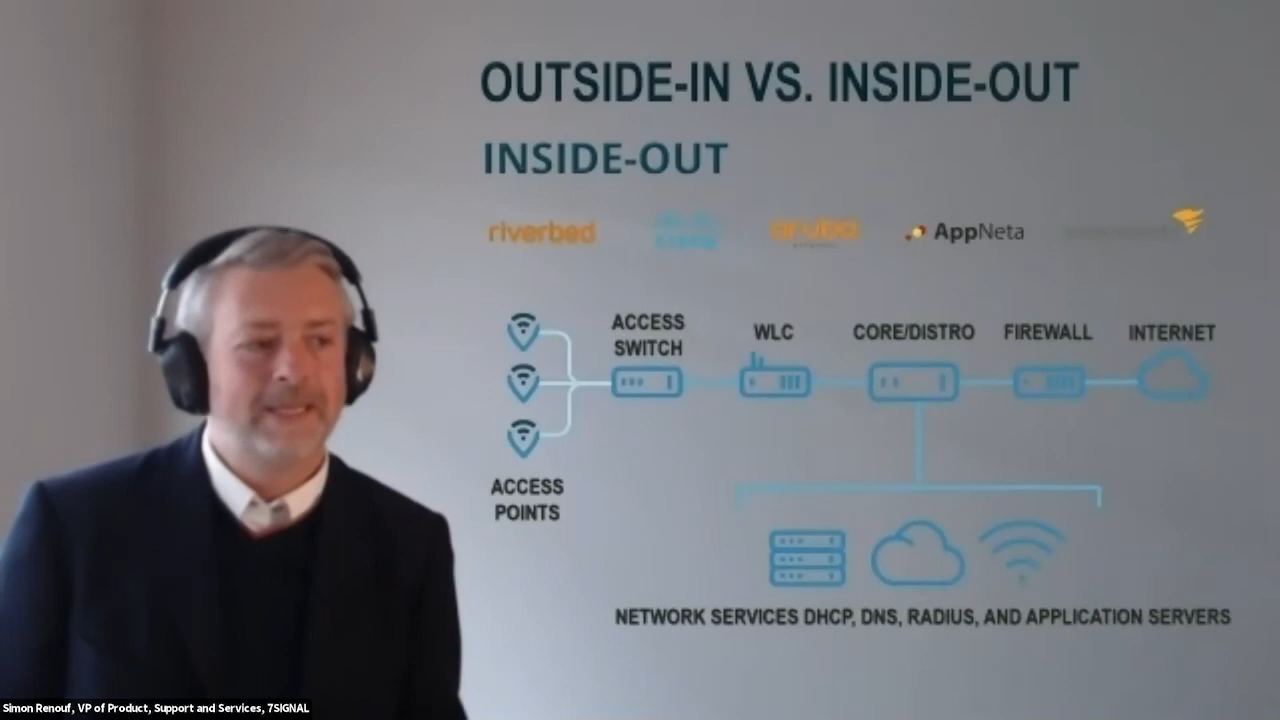 OUTSIDE-IN VS. INSIDE-OUT
INSIDE-OUT
riverbed
aruba
AppNeta
ACCESS
SWITCH
WLC
CORE/DISTRO
FIREWALL
INTERNET
ACCESS
POINTS
NETWORK SERVICES DHCP, DNS, RADIUS, AND APPLICATION SERVERS
Simon Renouf, VP of Product, Support and Services, 7SIGNAL